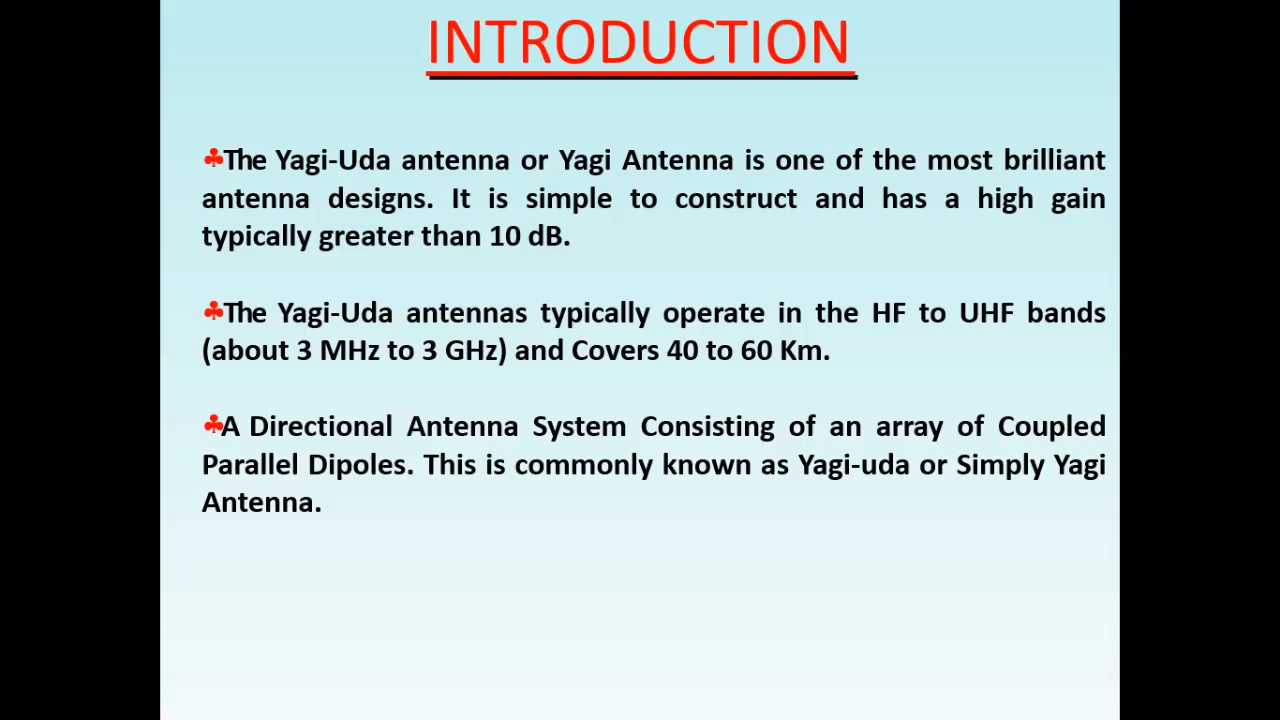 INTRODUCTION
♣The Yagi-Uda antenna or Yagi Antenna is one of the most brilliant
antenna designs. It is simple to construct and has a high gain
typically greater than 10 dB.
♣The Yagi-Uda antennas typically operate in the HF to UHF bands
(about 3 MHz to 3 GHz) and Covers 40 to 60 Km.
♣A Directional Antenna System Consisting of an array of Coupled
Parallel Dipoles. This is commonly known as Yagi-uda or Simply Yagi
Antenna.